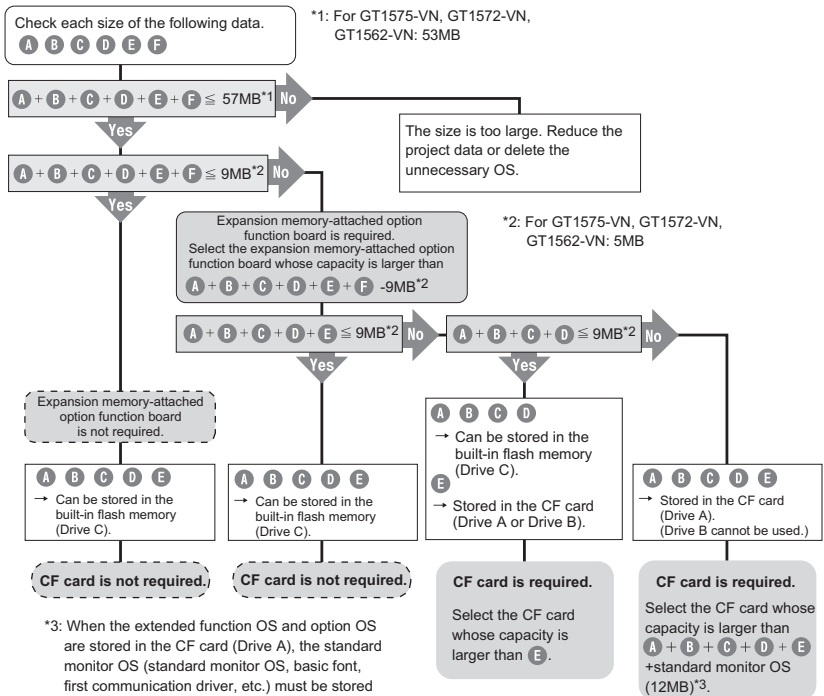 Check each size of the following data.
A B C D E F
*1: For GT1575-VN, GT1572-VN,
GT1562-VN: 53MB
A + B + C + D + E + F ≦ 57MB*1
No
Yes
The size is too large. Reduce the
project data or delete the
unnecessary OS.
A + B + C + D + E + F ≦ 9MB*2
No
Yes
Expansion memory-attached option
function board is required.
Select the expansion memory-attached option
function board whose capacity is larger than
A + B + C + D + E + F -9MB*2
*2: For GT1575-VN, GT1572-VN,
GT1562-VN: 5MB
A + B + C + D + E ≦ 9MB*2
No
A + B + C + D ≦ 9MB*2
No
Yes
Yes
Expansion memory-attached
option function board
is not required.
A B C D E
→ Can be stored in the
built-in flash memory
(Drive C).
A B C D E
→ Can be stored in the
built-in flash memory
(Drive C).
A B C D
→ Can be stored in the
built-in flash memory
(Drive C).
E
→ Stored in the CF card
(Drive A or Drive B).
A B C D E
→ Stored in the CF card
(Drive A).
(Drive B cannot be used.)
CF card is not required.
CF card is not required.
CF card is required.
Select the CF card
whose capacity is
larger than E.
CF card is required.
Select the CF card whose
capacity is larger than
A + B + C + D + E
+standard monitor OS
(12MB)*3.
*3: When the extended function OS and option OS
are stored in the CF card (Drive A), the standard
monitor OS (standard monitor OS, basic font,
first communication driver, etc.) must be stored